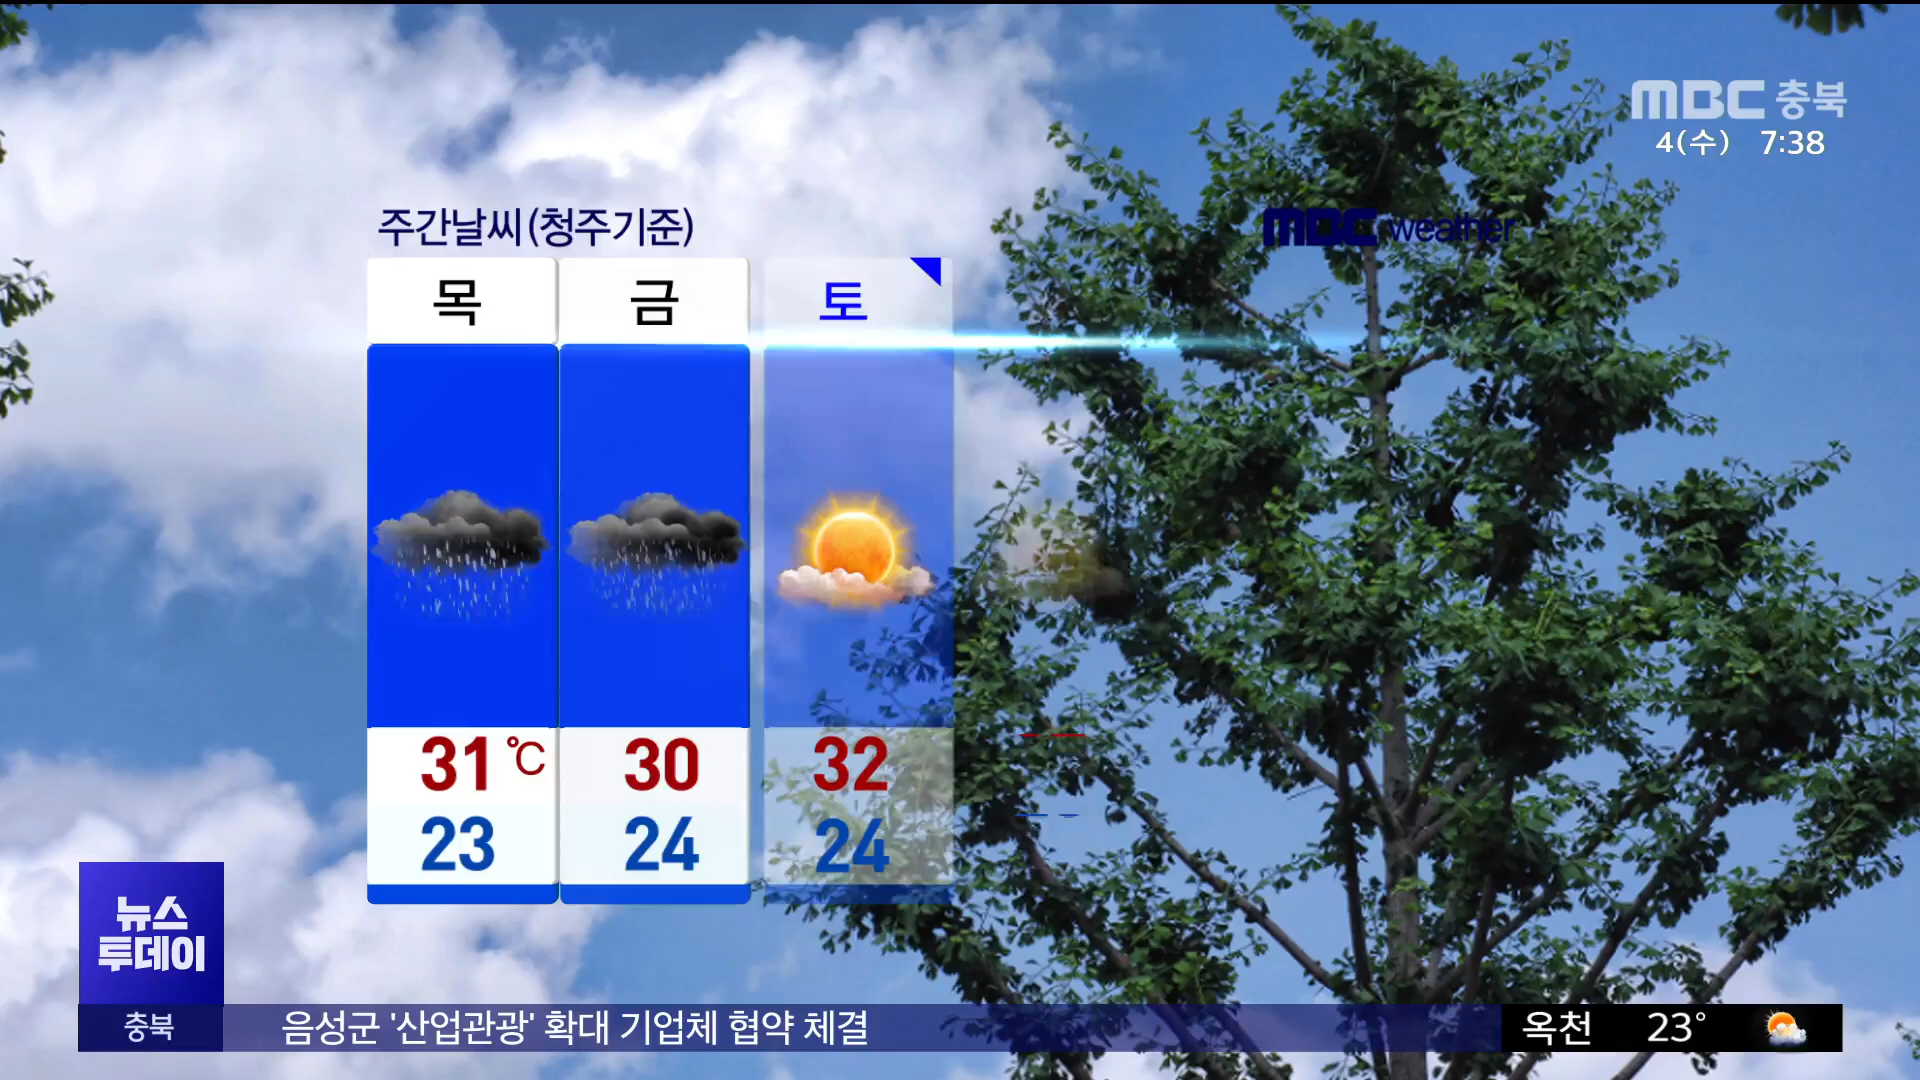 MBC 충북
4(수) 7:38
주간날씨(청주기준)
MBC weather
목 금 토
31℃ 30 32
23 24 24
뉴스
투데이
충북
음성군 '산업관광' 확대 기업체 협약 체결
옥천 23°